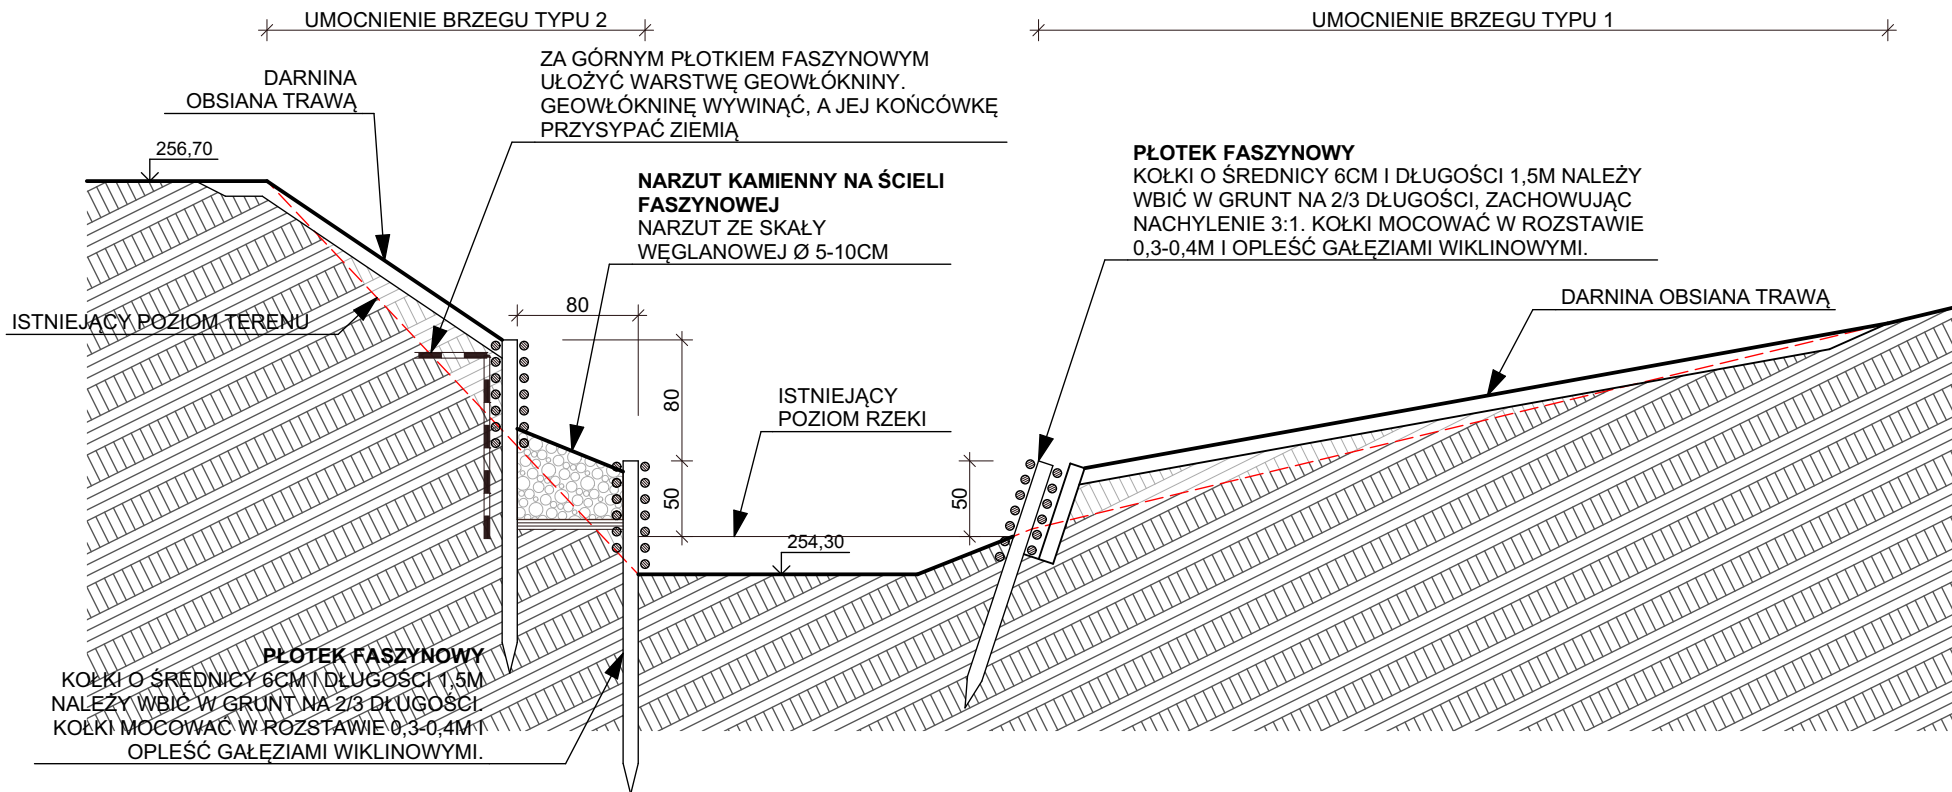 UMOCNIENIE BRZEGU TYPU 2
UMOCNIENIE BRZEGU TYPU 1
DARNINA
OBSIANA TRAWĄ
ZA GÓRNYM PŁOTKIEM FASZYNOWYM
UŁOŻYĆ WARSTWĘ GEOWŁÓKNINY.
GEOWŁÓKNINĘ WYWINĄĆ, A JEJ KOŃCÓWKĘ
PRZYSYPAĆ ZIEMIĄ
256,70
NARZUT KAMIENNY NA ŚCIELI
FASZYNOWEJ
NARZUT ZE SKAŁY
WĘGLANOWEJ Ø 5-10CM
PŁOTEK FASZYNOWY
KOŁKI O ŚREDNICY 6CM I DŁUGOŚCI 1,5M NALEŻY
WBIĆ W GRUNT NA 2/3 DŁUGOŚCI, ZACHOWUJĄC
NACHYLENIE 3:1. KOŁKI MOCOWAĆ W ROZSTAWIE
0,3-0,4M I OPLEŚĆ GAŁĘZIAMI WIKLINOWYMI.
ISTNIEJĄCY POZIOM TERENU
80
DARNINA OBSIANA TRAWĄ
80
ISTNIEJĄCY
POZIOM RZEKI
50
50
254,30
PŁOTEK FASZYNOWY
KOŁKI O ŚREDNICY 6CM I DŁUGOŚCI 1,5M
NALEŻY WBIĆ W GRUNT NA 2/3 DŁUGOŚCI.
KOŁKI MOCOWAĆ W ROZSTAWIE 0,3-0,4M I
OPLEŚĆ GAŁĘZIAMI WIKLINOWYMI.